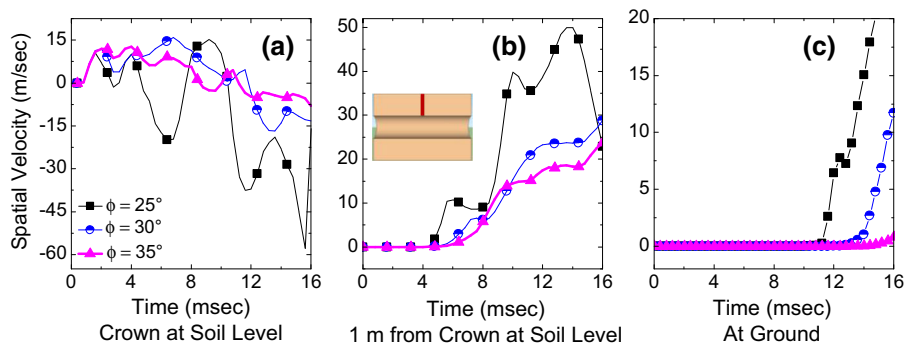 Spatial Velocity (m/sec)
15
0
-15
-30
-45
-60
(a)
ϕ = 25°
ϕ = 30°
ϕ = 35°
0 4 8 12 16
Time (msec)
Crown at Soil Level
50
40
30
20
10
0
(b)
0 4 8 12 16
Time (msec)
1 m from Crown at Soil Level
20
15
10
5
0
(c)
0 4 8 12 16
Time (msec)
At Ground